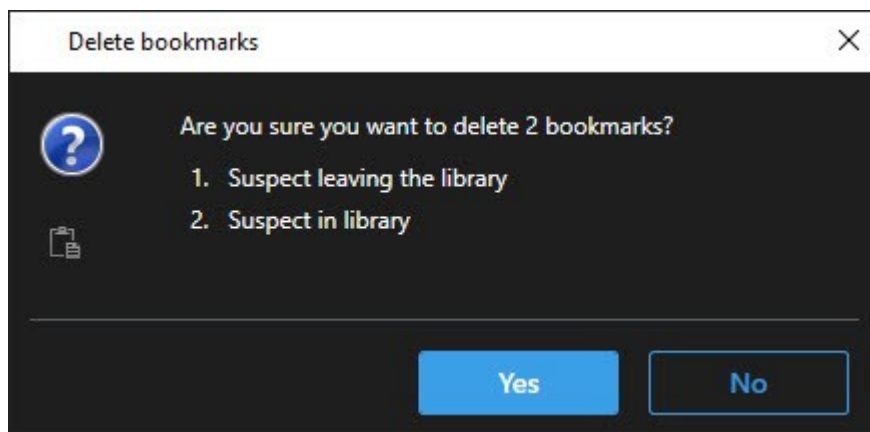 Delete bookmarks
Are you sure you want to delete 2 bookmarks?
1. Suspect leaving the library
2. Suspect in library
Yes
No